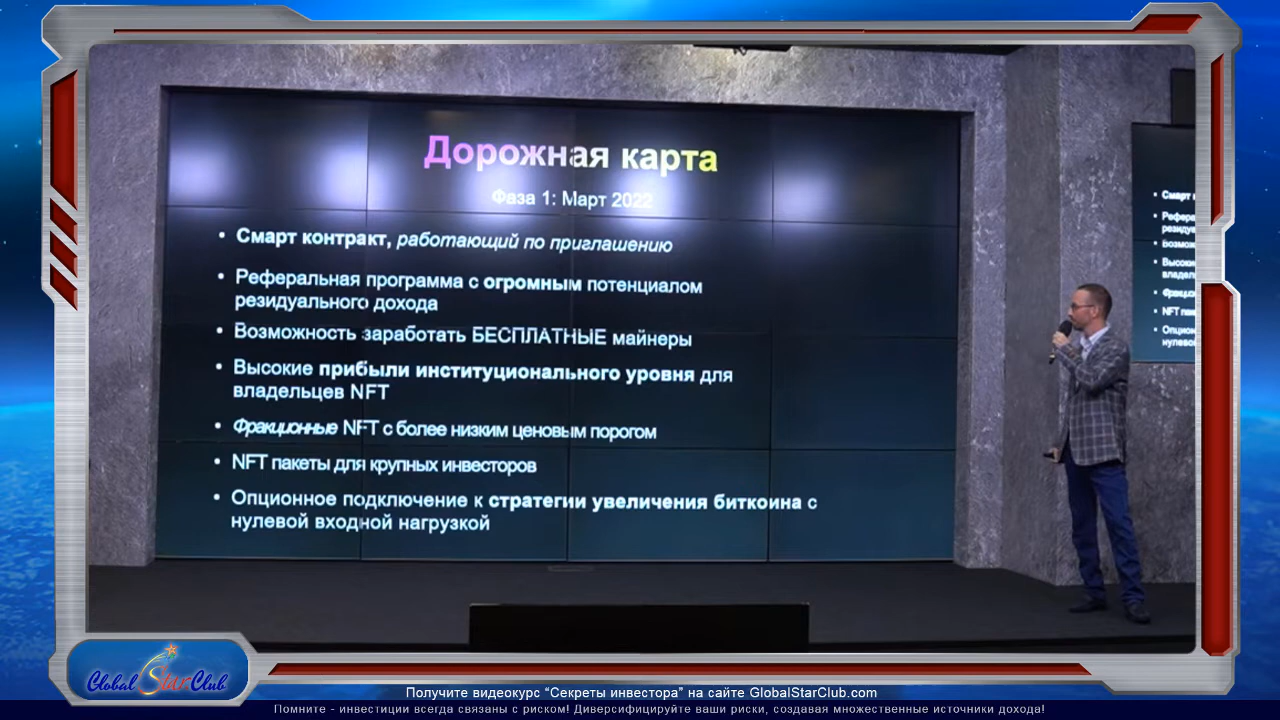 Дорожная карта
Фаза 1: Март 2022
• Смарт контракт, работающий по приглашению
• Реферальная программа с огромным потенциалом
резидуального дохода
• Возможность заработать БЕСПЛАТНЫЕ майнеры
• Высокие прибыли институционального уровня для
владельцев NFT
• Фракционные NFT с более низким ценовым порогом
• NFT пакеты для крупных инвесторов
• Опционное подключение к стратегии увеличения биткоина с
нулевой входной нагрузкой
• Смарт
•
•
• Высокие
•
• NFT
•
Global Star Club
Получите видеокурс “Секреты инвестора” на сайте GlobalStarClub.com
Помните - инвестиции всегда связаны с риском! Диверсифицируйте ваши риски, создавая множественные источники дохода!